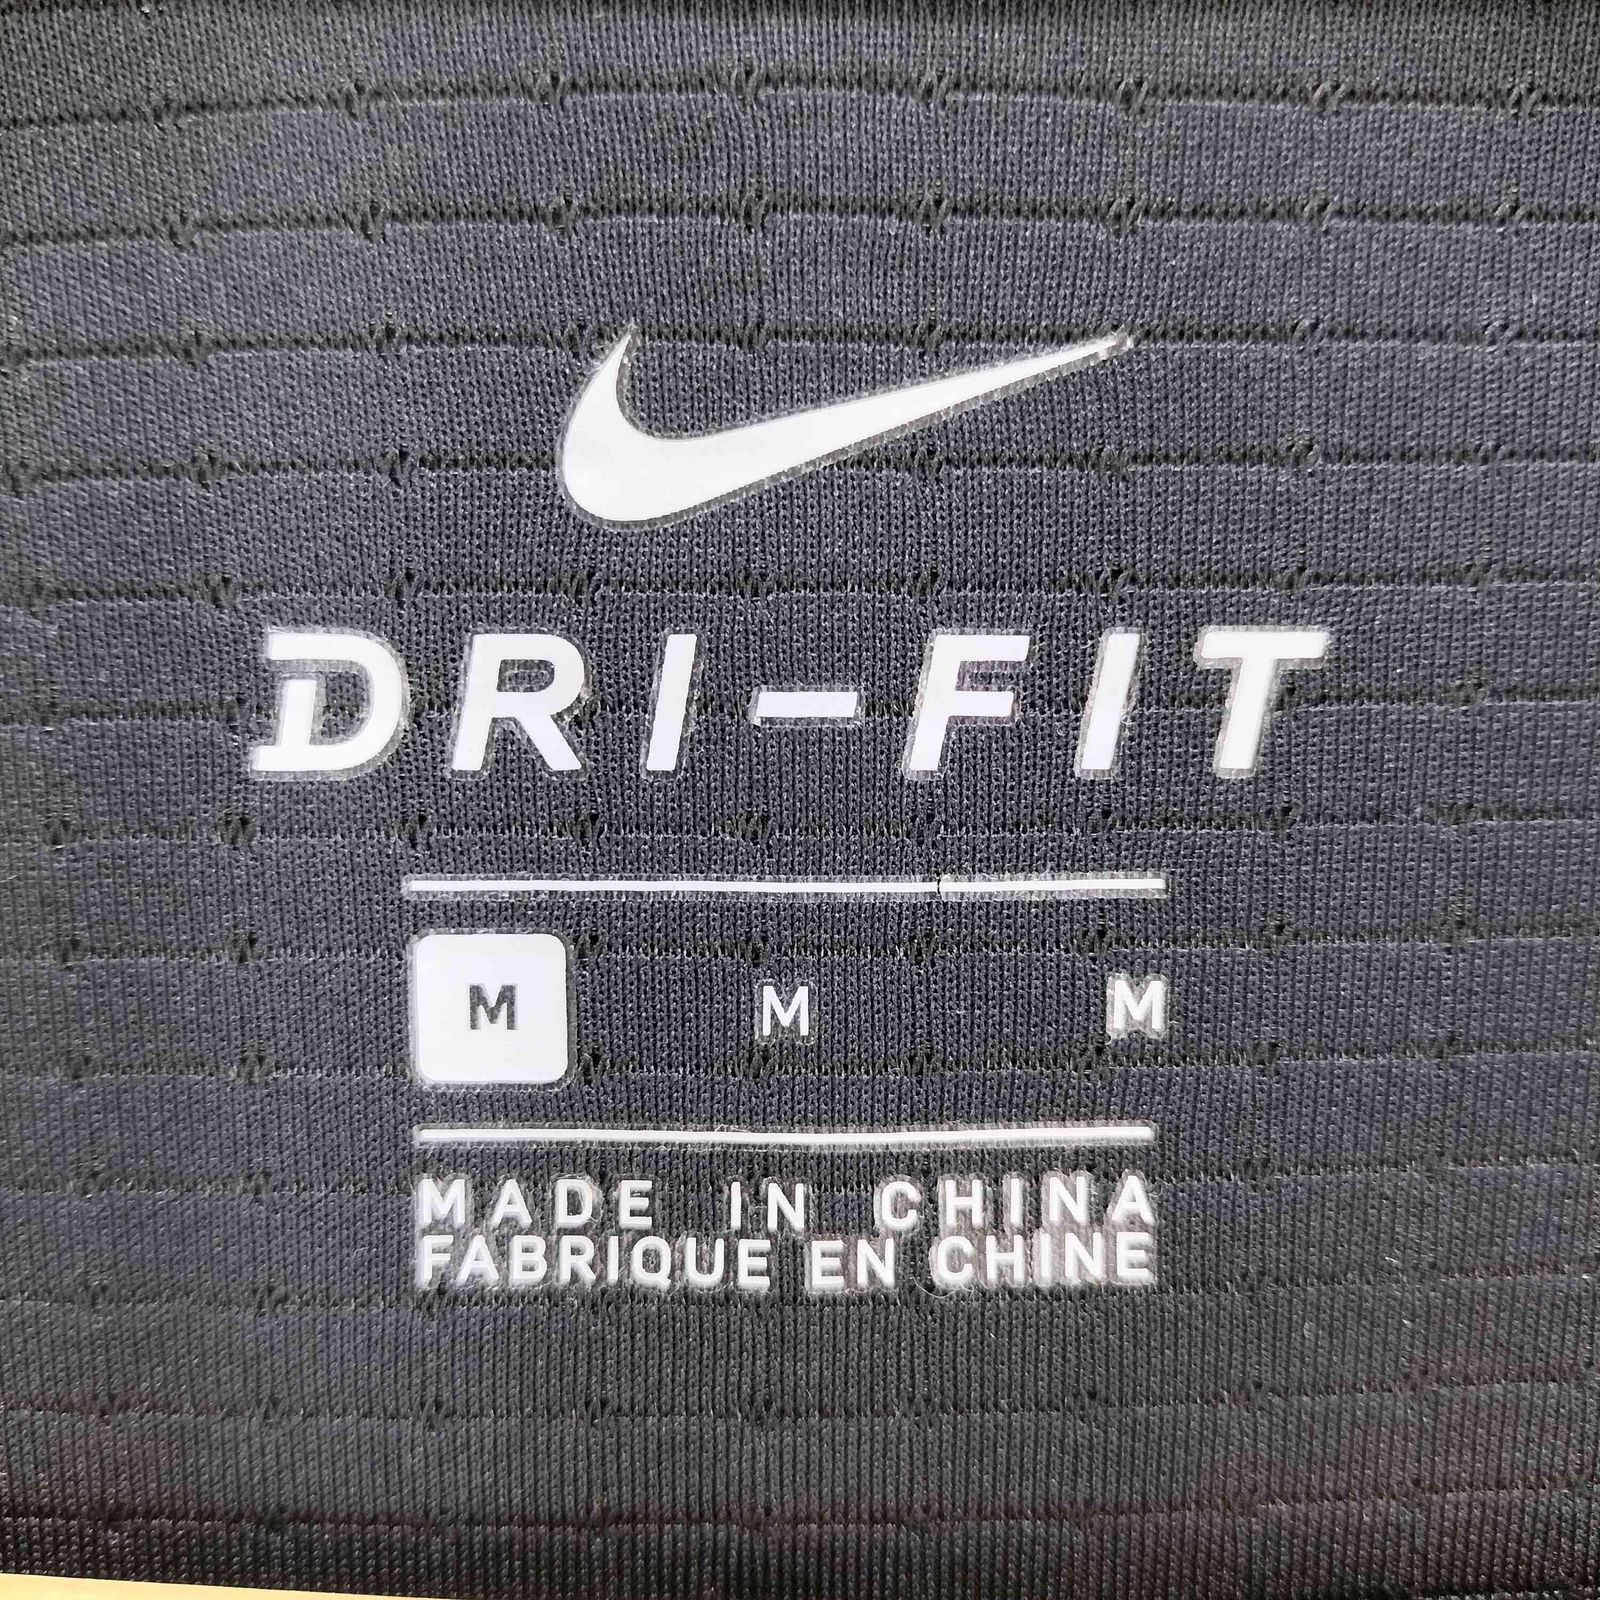 DRI-FIT
M M M
MADE IN CHINA
FABRIQUE EN CHINE